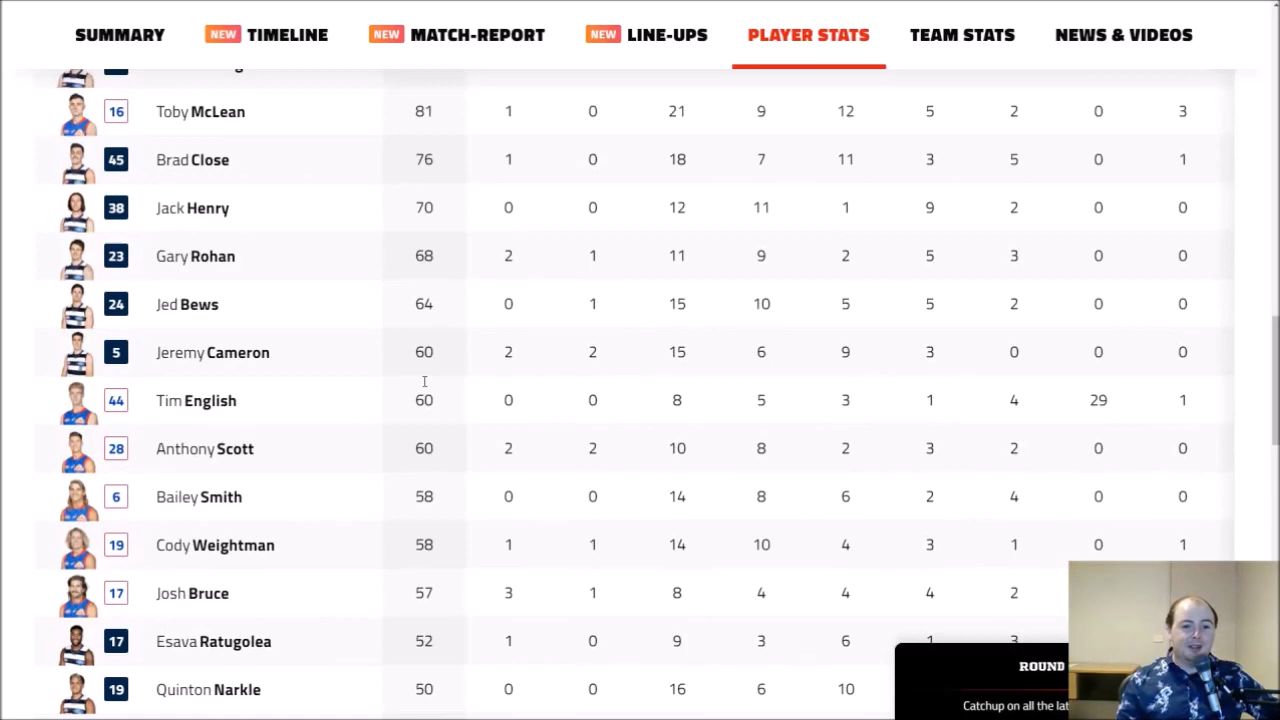 SUMMARY NEW TIMELINE NEW MATCH-REPORT NEW LINE-UPS PLAYER STATS TEAM STATS NEWS & VIDEOS
16 Toby McLean 81 1 0 21 9 12 5 2 0 3
45 Brad Close 76 1 0 18 7 11 3 5 0 1
38 Jack Henry 70 0 0 12 11 1 9 2 0 0
23 Gary Rohan 68 2 1 11 9 2 5 3 0 0
24 Jed Bews 64 0 1 15 10 5 5 2 0 0
5 Jeremy Cameron 60 2 2 15 6 9 3 0 0 0
44 Tim English 60 0 0 8 5 3 1 4 29 1
28 Anthony Scott 60 2 2 10 8 2 3 2 0 0
6 Bailey Smith 58 0 0 14 8 6 2 4 0 0
19 Cody Weightman 58 1 1 14 10 4 3 1 0 1
17 Josh Bruce 57 3 1 8 4 4 4 2
17 Esava Ratugolea 52 1 0 9 3 6 1 3
19 Quinton Narkle 50 0 0 16 6 10
ROUND
Catchup on all the lat